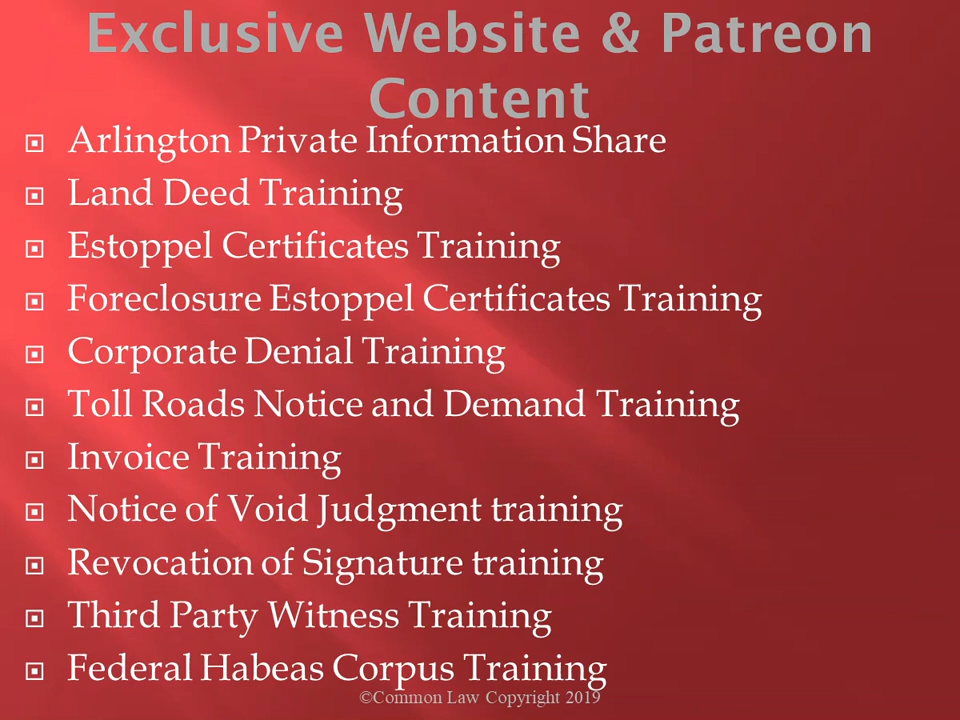 Exclusive Website & Patreon
Content
Arlington Private Information Share
Land Deed Training
Estoppel Certificates Training
Foreclosure Estoppel Certificates Training
Corporate Denial Training
Toll Roads Notice and Demand Training
Invoice Training
Notice of Void Judgment training
Revocation of Signature training
Third Party Witness Training
Federal Habeas Corpus Training
©Common Law Copyright 2019